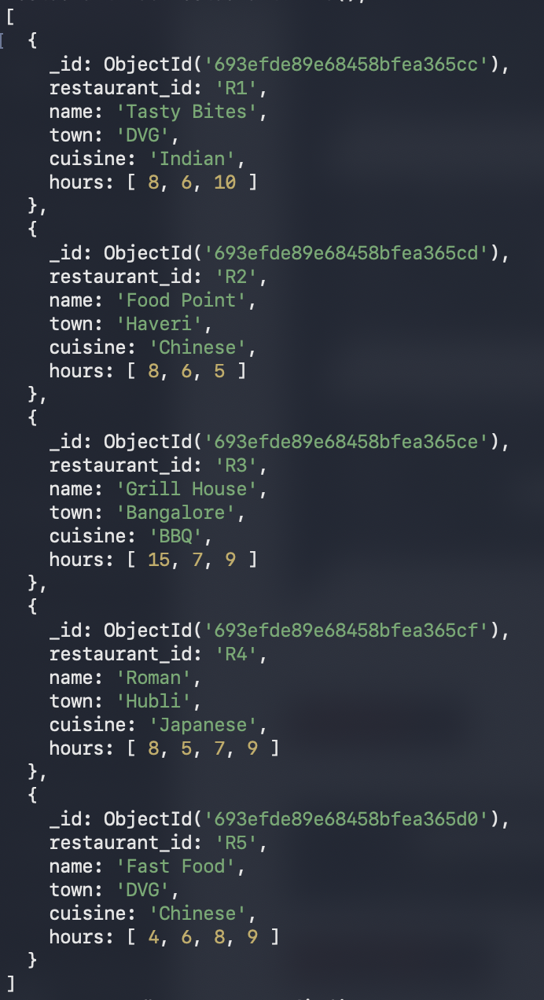 [
{
_id: ObjectId('693efde89e68458bfea365cc'),
restaurant_id: 'R1',
name: 'Tasty Bites',
town: 'DVG',
cuisine: 'Indian',
hours: [ 8, 6, 10 ]
},
{
_id: ObjectId('693efde89e68458bfea365cd'),
restaurant_id: 'R2',
name: 'Food Point',
town: 'Haveri',
cuisine: 'Chinese',
hours: [ 8, 6, 5 ]
},
{
_id: ObjectId('693efde89e68458bfea365ce'),
restaurant_id: 'R3',
name: 'Grill House',
town: 'Bangalore',
cuisine: 'BBQ',
hours: [ 15, 7, 9 ]
},
{
_id: ObjectId('693efde89e68458bfea365cf'),
restaurant_id: 'R4',
name: 'Roman',
town: 'Hubli',
cuisine: 'Japanese',
hours: [ 8, 5, 7, 9 ]
},
{
_id: ObjectId('693efde89e68458bfea365d0'),
restaurant_id: 'R5',
name: 'Fast Food',
town: 'DVG',
cuisine: 'Chinese',
hours: [ 4, 6, 8, 9 ]
}
]